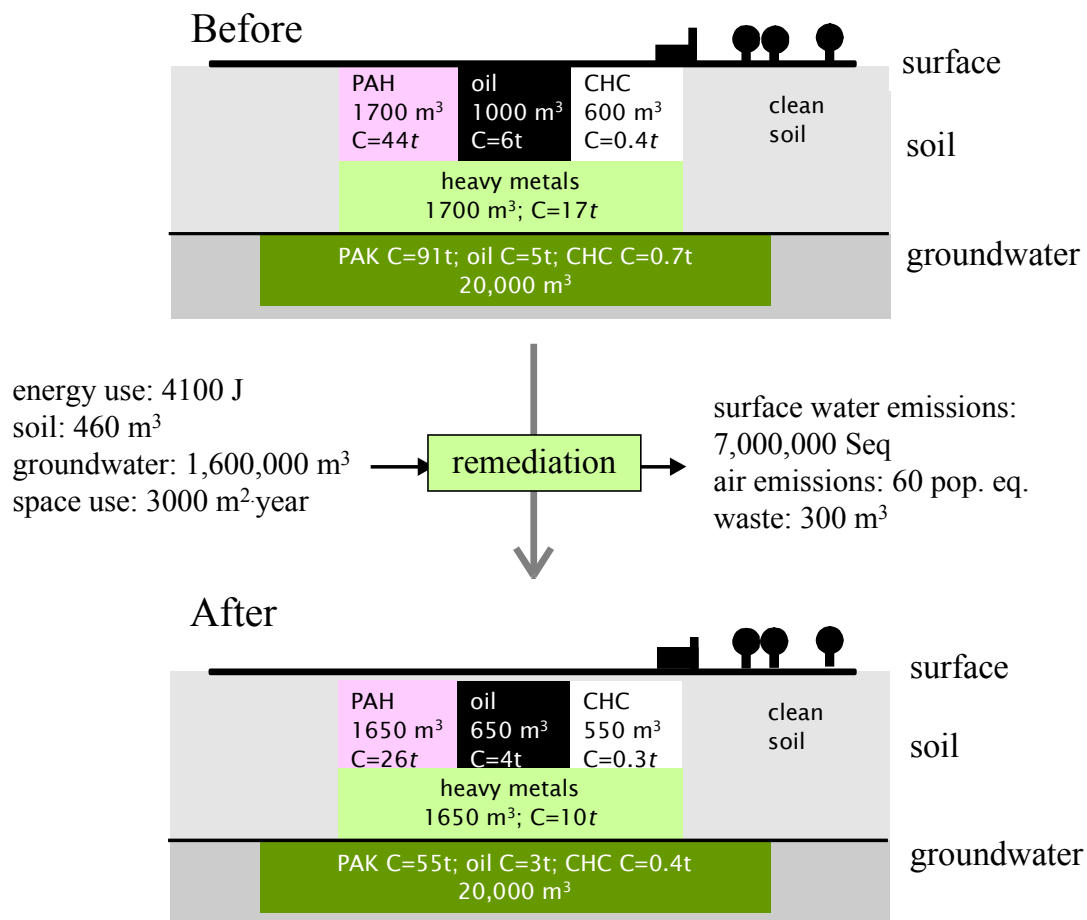 Before
surface
PAH
1700 m³
C=44t
oil
1000 m³
C=6t
CHC
600 m³
C=0.4t
clean
soil
soil
heavy metals
1700 m³; C=17t
PAK C=91t; oil C=5t; CHC C=0.7t
20,000 m³
groundwater
energy use: 4100 J
soil: 460 m³
groundwater: 1,600,000 m³
space use: 3000 m²·year
remediation
surface water emissions:
7,000,000 Seq
air emissions: 60 pop. eq.
waste: 300 m³
After
surface
PAH
1650 m³
C=26t
oil
650 m³
C=4t
CHC
550 m³
C=0.3t
clean
soil
soil
heavy metals
1650 m³; C=10t
PAK C=55t; oil C=3t; CHC C=0.4t
20,000 m³
groundwater